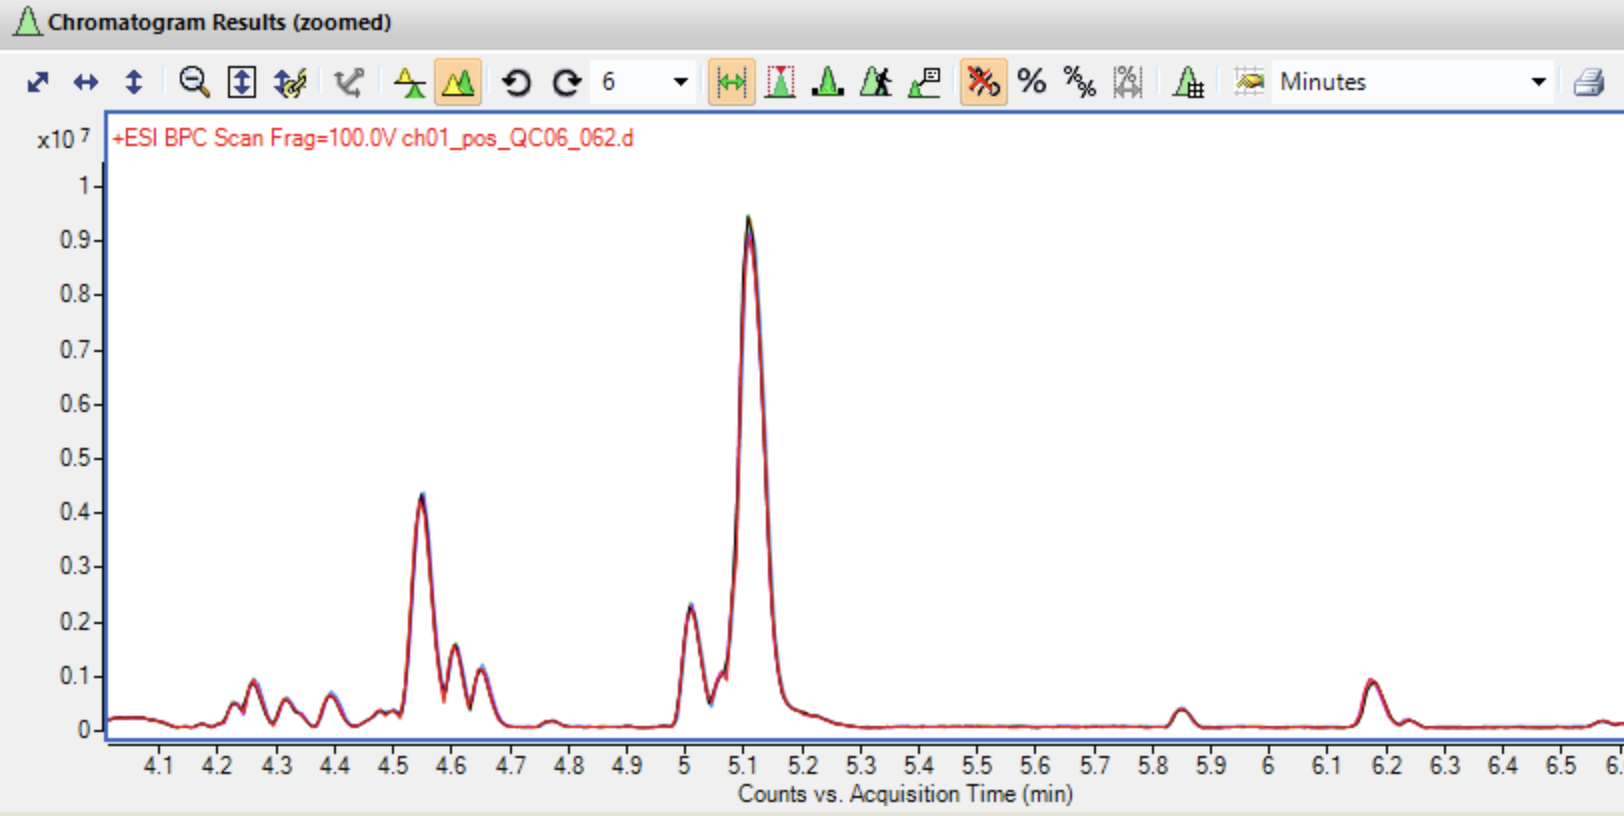 Chromatogram Results (zoomed)
6 % %% Minutes
x10 7
+ESI BPC Scan Frag=100.0V ch01_pos_QC06_062.d
1
0.9
0.8
0.7
0.6
0.5
0.4
0.3
0.2
0.1
0
4.1 4.2 4.3 4.4 4.5 4.6 4.7 4.8 4.9 5 5.1 5.2 5.3 5.4 5.5 5.6 5.7 5.8 5.9 6 6.1 6.2 6.3 6.4 6.5 6.
Counts vs. Acquisition Time (min)